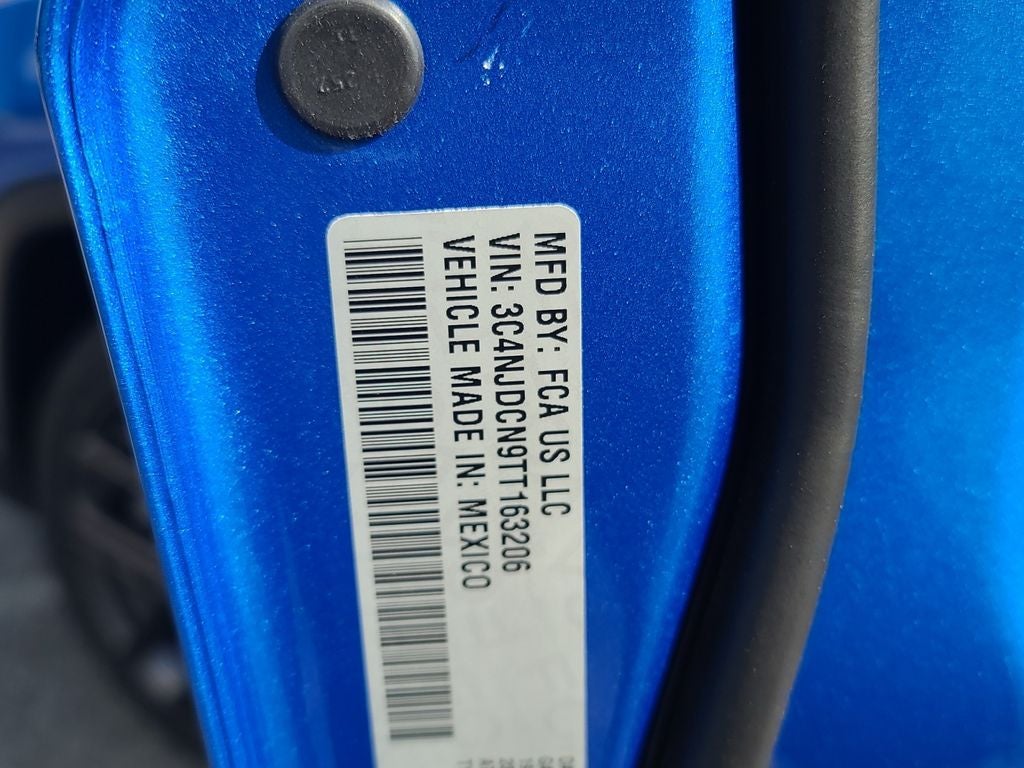 MFD BY: FCA US LLC
VIN: 3C4NJDCN9TT163206
VEHICLE MADE IN: MEXICO